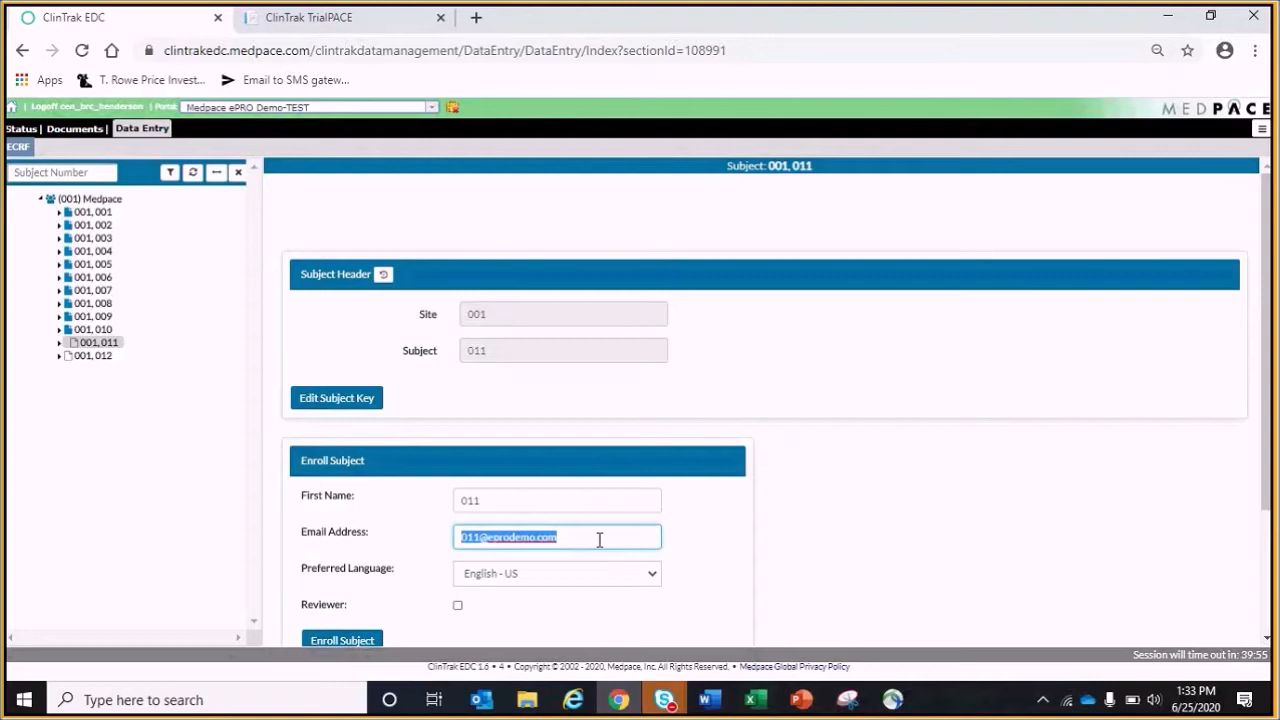 ClinTrak EDC
ClinTrak TrialPACE
clintrakedc.medpace.com/clintrakdatamanagement/DataEntry/DataEntry/Index?sectionId=108991
Apps T. Rowe Price Invest... Email to SMS gatew...
| Logoff cen_brc_henderson | Portal: Medpace ePRO Demo-TEST
MEDPACE
Status | Documents | Data Entry
ECRF
Subject Number
Subject: 001, 011
(001) Medpace
001, 001
001, 002
001, 003
001, 004
001, 005
001, 006
001, 007
001, 008
001, 009
001, 010
001, 011
001, 012
Subject Header
Site 001
Subject 011
Edit Subject Key
Enroll Subject
First Name: 011
Email Address: 011@eprodemo.com
Preferred Language: English - US
Reviewer:
Enroll Subject
Session will time out in: 39:55
ClinTrak EDC 1.6 • 4 • Copyright © 2002 - 2020, Medpace, Inc. All Rights Reserved. • Medpace Global Privacy Policy
Type here to search
1:33 PM
6/25/2020